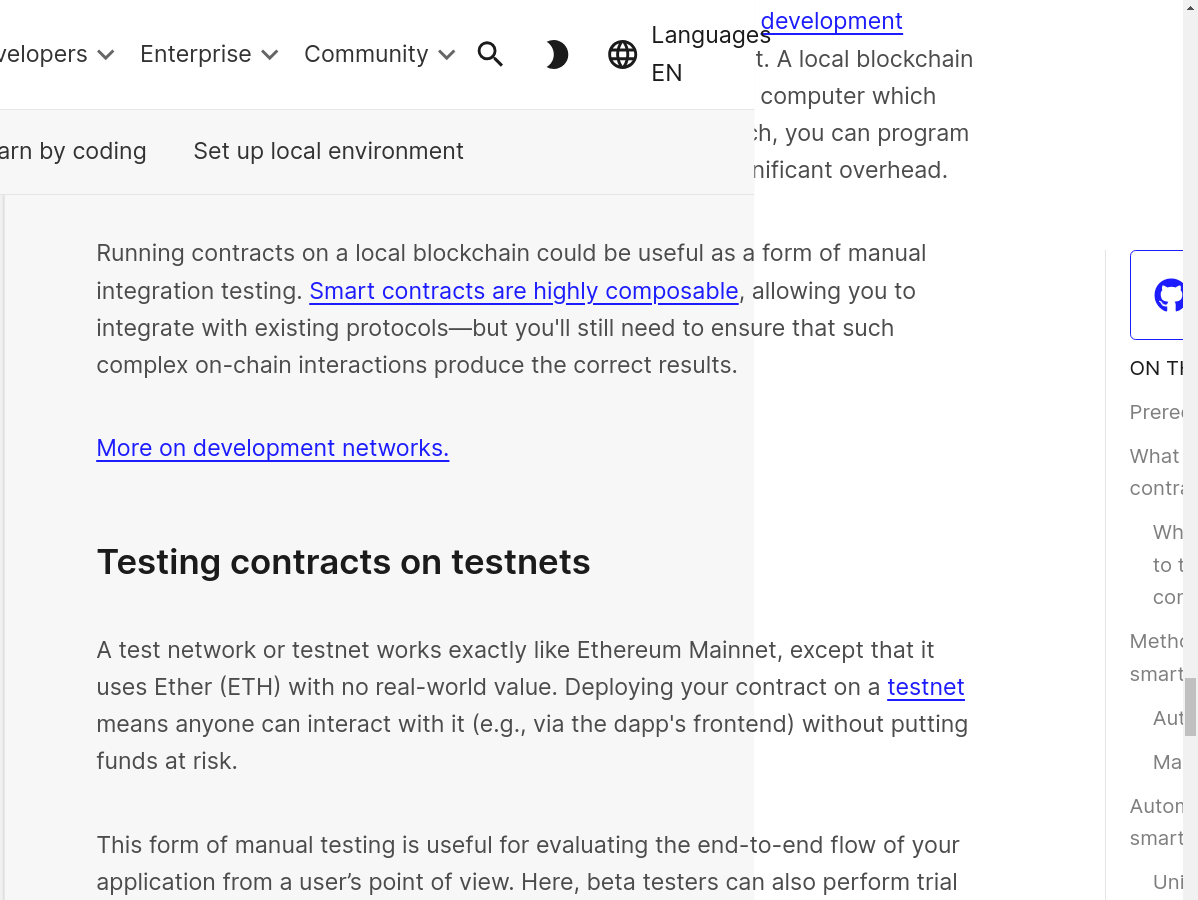 velopers Enterprise Community Languages EN
development
t. A local blockchain
computer which
ch, you can program
nificant overhead.
arn by coding Set up local environment
Running contracts on a local blockchain could be useful as a form of manual
integration testing. Smart contracts are highly composable, allowing you to
integrate with existing protocols—but you'll still need to ensure that such
complex on-chain interactions produce the correct results.
More on development networks.
Testing contracts on testnets
A test network or testnet works exactly like Ethereum Mainnet, except that it
uses Ether (ETH) with no real-world value. Deploying your contract on a testnet
means anyone can interact with it (e.g., via the dapp's frontend) without putting
funds at risk.
This form of manual testing is useful for evaluating the end-to-end flow of your
application from a user’s point of view. Here, beta testers can also perform trial
ON TH
Prerec
What
contra
Wh
to t
con
Metho
smart
Aut
Ma
Autom
smart
Uni